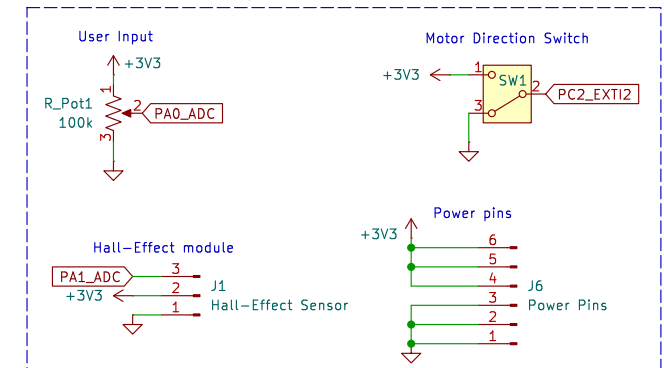 User Input
+3V3
1
R_Pot1
100k
2
PA0_ADC
3
Motor Direction Switch
+3V3
1
SW1
2
PC2_EXTI2
3
Hall-Effect module
PA1_ADC
3
+3V3
2
J1
1
Hall-Effect Sensor
Power pins
+3V3
6
5
4
J6
3
Power Pins
2
1